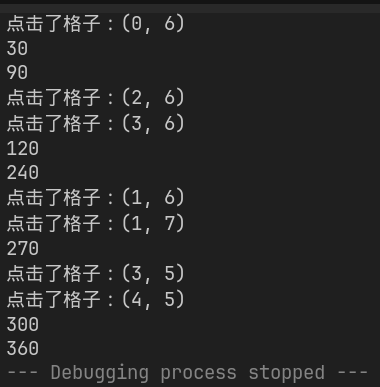 点击了格子：(0, 6)
30
90
点击了格子：(2, 6)
点击了格子：(3, 6)
120
240
点击了格子：(1, 6)
点击了格子：(1, 7)
270
点击了格子：(3, 5)
点击了格子：(4, 5)
300
360
--- Debugging process stopped ---